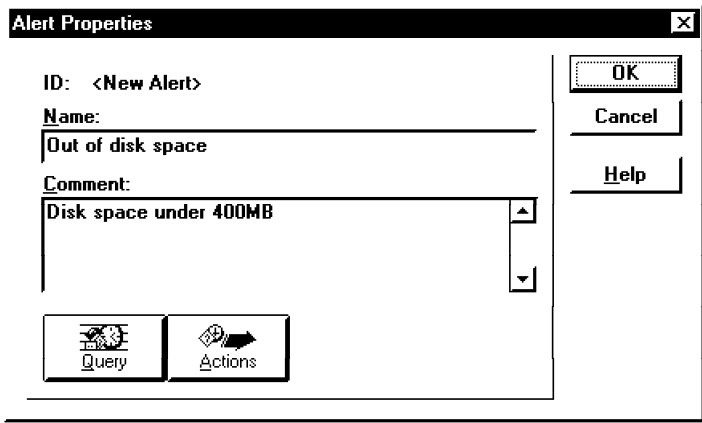 Alert Properties
ID: <New Alert>
OK
Name:
Cancel
Out of disk space
Comment:
Help
Disk space under 400MB
Query
Actions